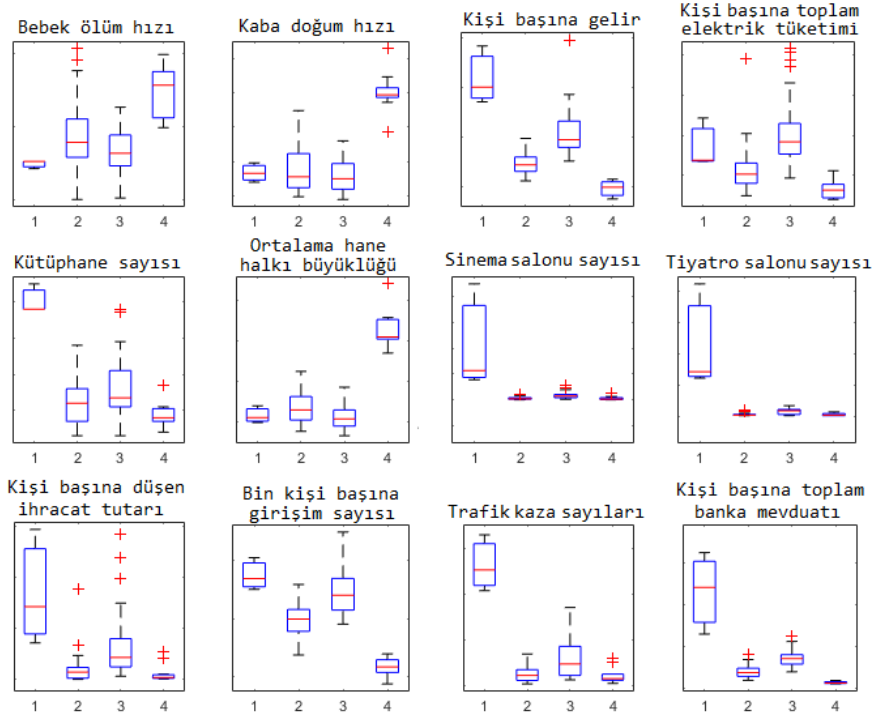 Bebek ölüm hızı
Kaba doğum hızı
Kişi başına gelir
Kişi başına toplam
elektrik tüketimi
1 2 3 4
1 2 3 4
1 2 3 4
1 2 3 4
Kütüphane sayısı
Ortalama hane
halkı büyüklüğü
Sinema salonu sayısı
Tiyatro salonu sayısı
1 2 3 4
1 2 3 4
1 2 3 4
1 2 3 4
Kişi başına düşen
ihracat tutarı
Bin kişi başına
girişim sayısı
Trafik kaza sayıları
Kişi başına toplam
banka mevduatı
1 2 3 4
1 2 3 4
1 2 3 4
1 2 3 4